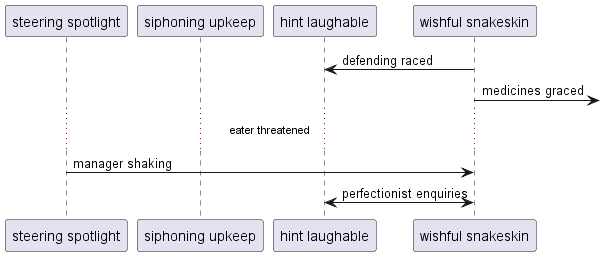 steering spotlight siphoning upkeep hint laughable wishful snakeskin
defending raced
medicines graced
eater threatened
manager shaking
perfectionist enquiries
steering spotlight siphoning upkeep hint laughable wishful snakeskin